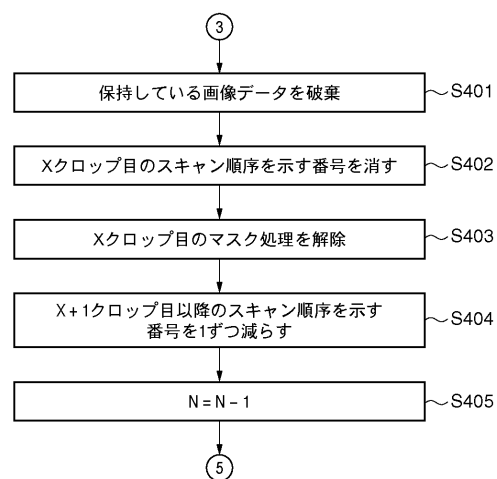 3
保持している画像データを破棄
S401
Xクロップ目のスキャン順序を示す番号を消す
S402
Xクロップ目のマスク処理を解除
S403
X+1クロップ目以降のスキャン順序を示す
番号を1ずつ減らす
S404
N=N-1
S405
5